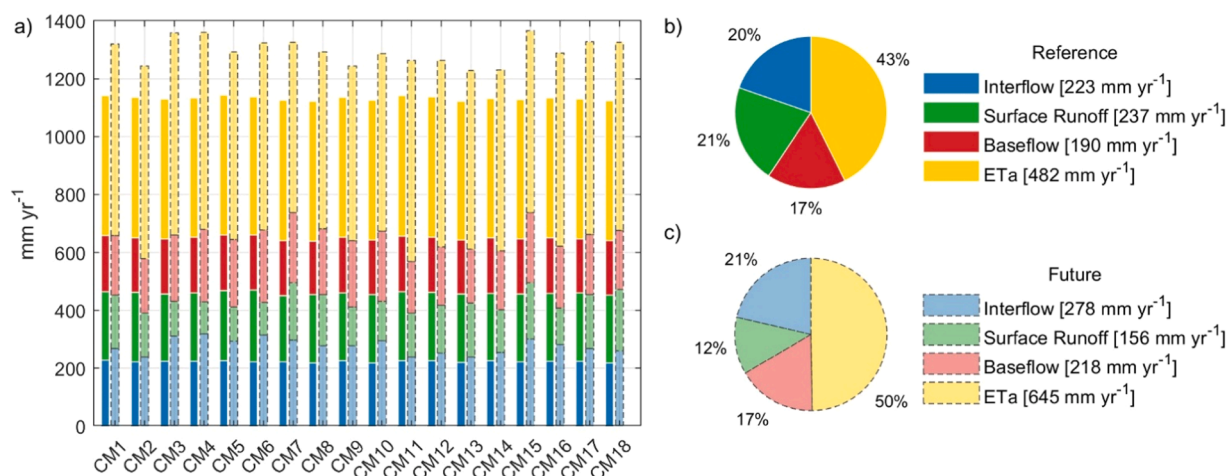 a)
1400
1200
1000
800
600
400
200
0
mm yr-1
CM1
CM2
CM3
CM4
CM5
CM6
CM7
CM8
CM9
CM10
CM11
CM12
CM13
CM14
CM15
CM16
CM17
CM18
b)
20%
43%
21%
17%
Reference
Interflow [223 mm yr-1]
Surface Runoff [237 mm yr-1]
Baseflow [190 mm yr-1]
ETa [482 mm yr-1]
c)
21%
12%
17%
50%
Future
Interflow [278 mm yr-1]
Surface Runoff [156 mm yr-1]
Baseflow [218 mm yr-1]
ETa [645 mm yr-1]